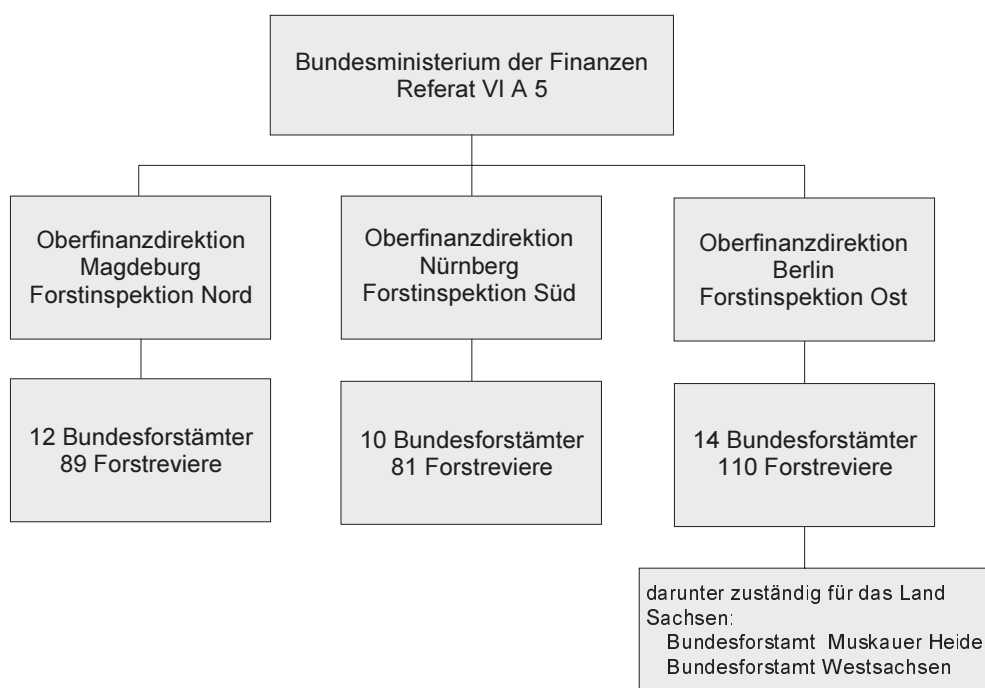 Bundesministerium der Finanzen
Referat VI A 5
Oberfinanzdirektion
Magdeburg
Forstinspektion Nord
Oberfinanzdirektion
Nürnberg
Forstinspektion Süd
Oberfinanzdirektion
Berlin
Forstinspektion Ost
12 Bundesforstämter
89 Forstreviere
10 Bundesforstämter
81 Forstreviere
14 Bundesforstämter
110 Forstreviere
darunter zuständig für das Land
Sachsen:
Bundesforstamt Muskauer Heide
Bundesforstamt Westsachsen